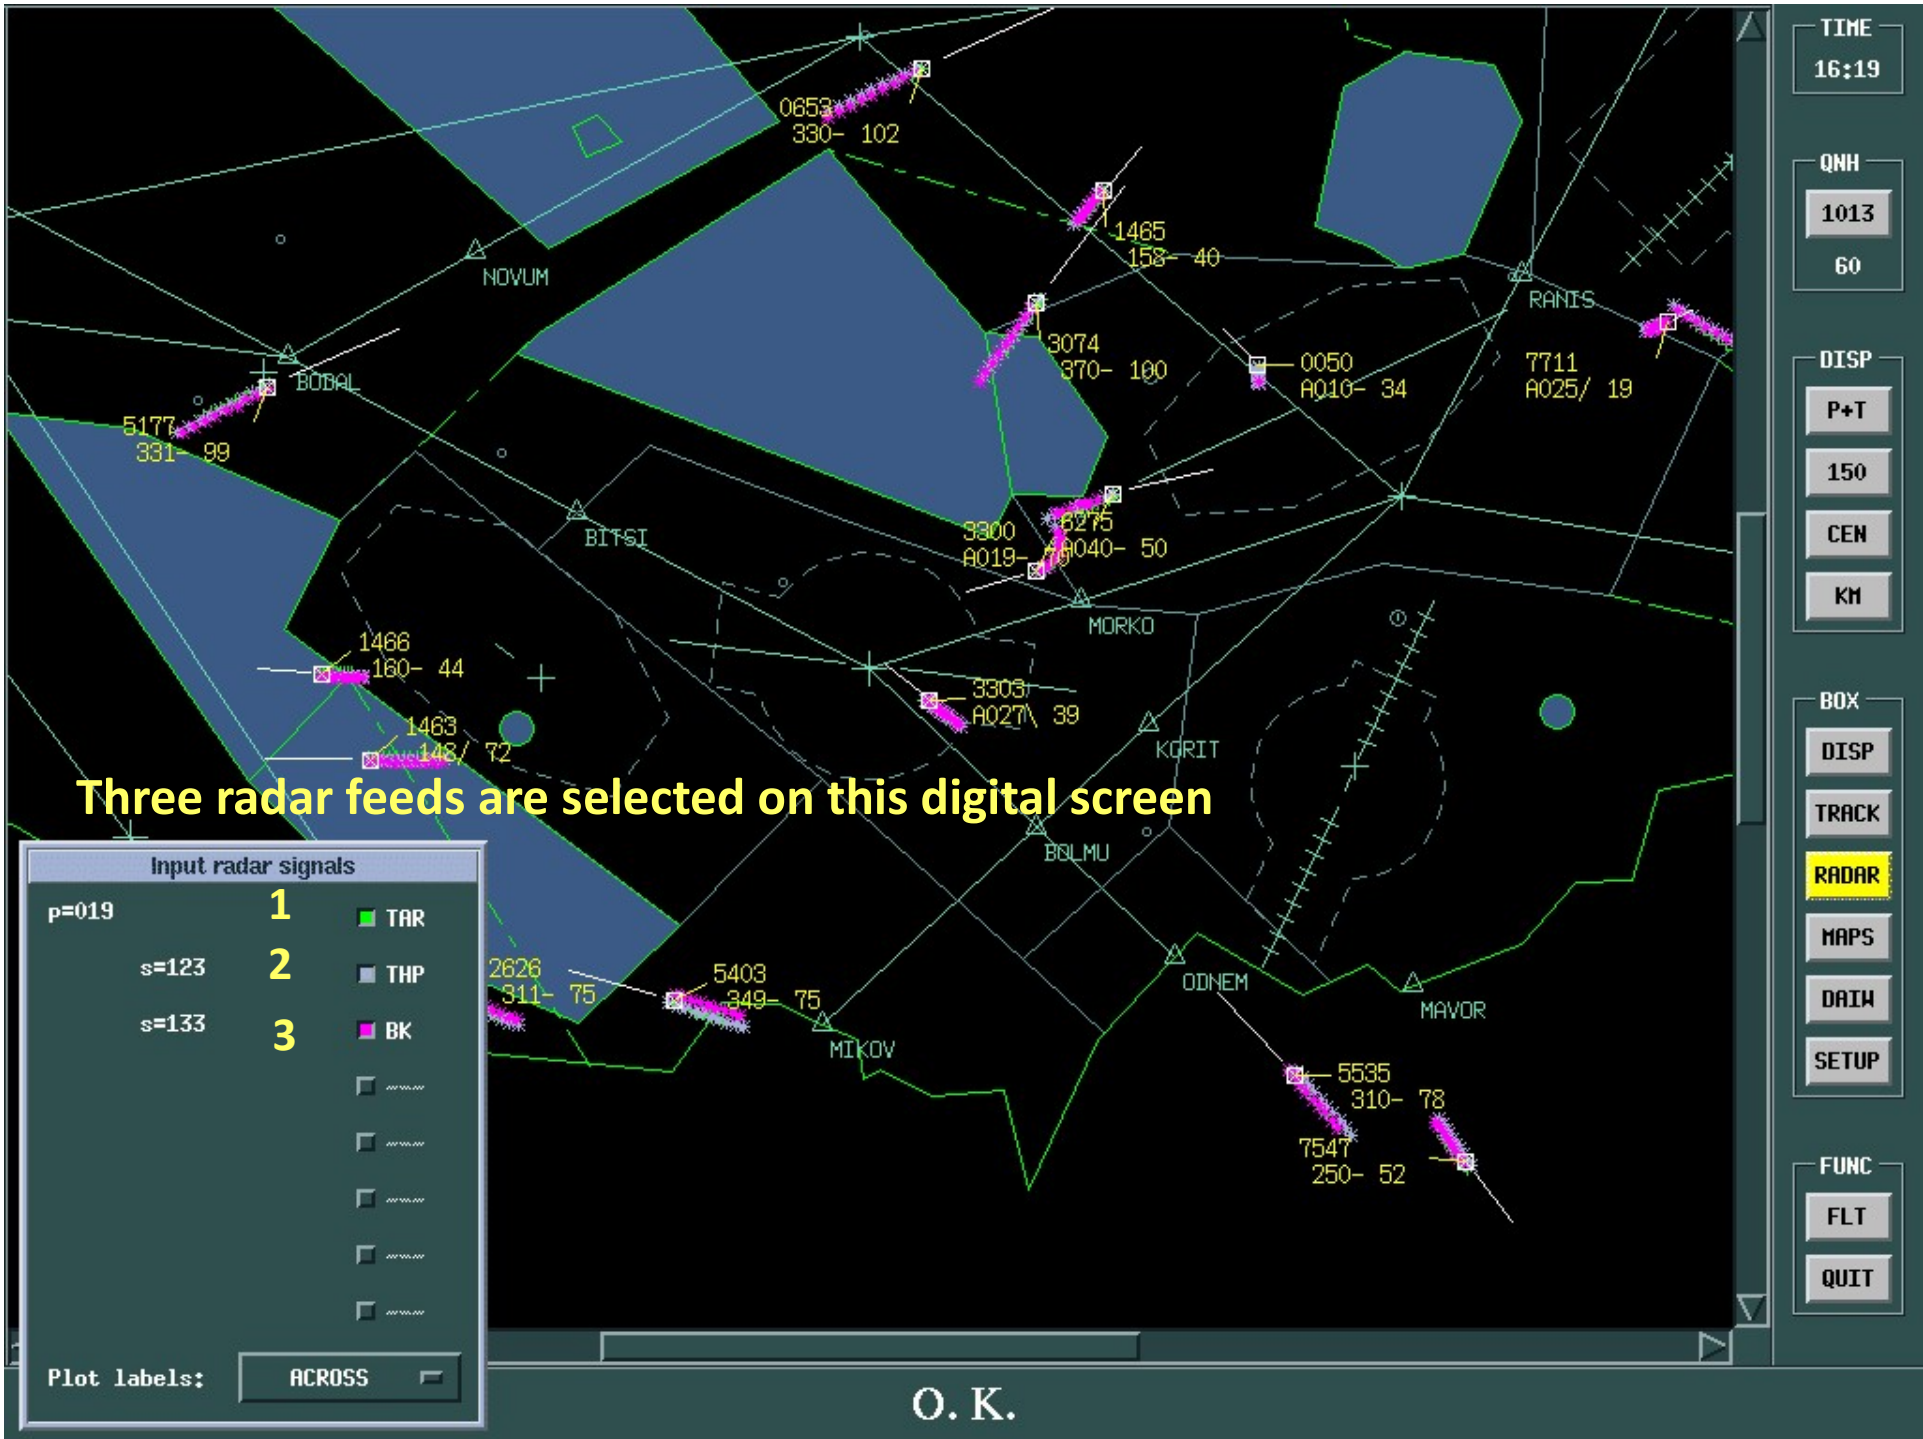 0653
330- 102
1465
158- 40
NOVUM
RANIS
3074
370- 100
0050
A010- 34
7711
A025/ 19
BODAL
5177
331- 99
BITSI
3300
A019-
6275
A040- 50
MORKO
1466
160- 44
3303
A027\ 39
1463
148/ 72
KORIT
Three radar feeds are selected on this digital screen
BOLMU
2626
311- 75
5403
349- 75
ODNEM
MAVOR
MIKOV
5535
310- 78
7547
250- 52
Input radar signals
p=019 1 TAR
s=123 2 THP
s=133 3 BK
~~~
~~~
~~~
~~~
~~~
Plot labels: ACROSS
O. K.
TIME
16:19
QNH
1013
60
DISP
P+T
150
CEN
KM
BOX
DISP
TRACK
RADAR
MAPS
DAIW
SETUP
FUNC
FLT
QUIT